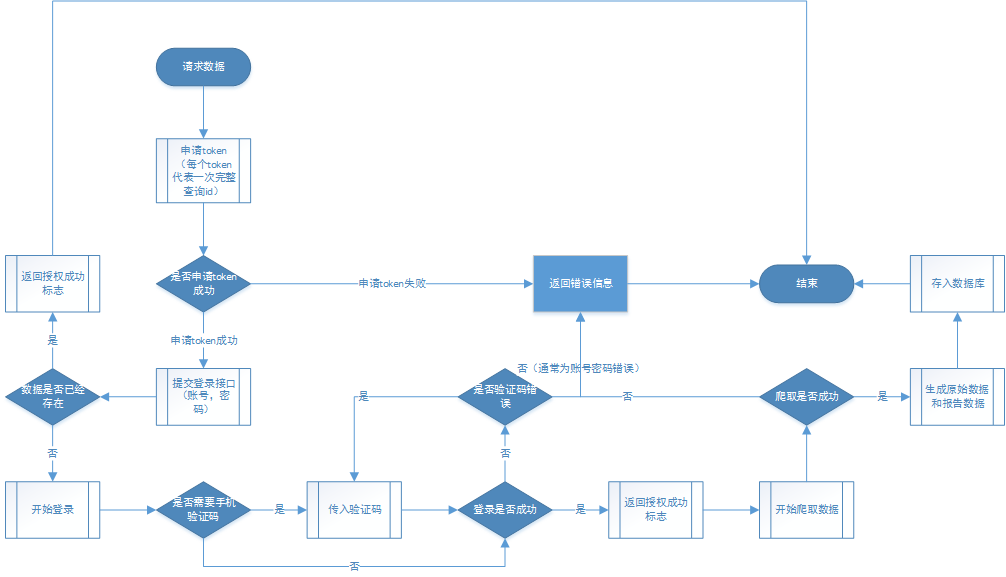 请求数据
申请token
（每个token
代表一次完整
查询id）
返回授权成功
标志
是否申请token
成功
申请token失败
返回错误信息
结束
存入数据库
是
申请token成功
否（通常为账号密码错误）
数据是否已经
存在
提交登录接口
（账号，密
码）
是
是否验证码错
误
否
爬取是否成功
是
生成原始数据
和报告数据
否
否
开始登录
是否需要手机
验证码
是
传入验证码
登录是否成功
是
返回授权成功
标志
开始爬取数据
否